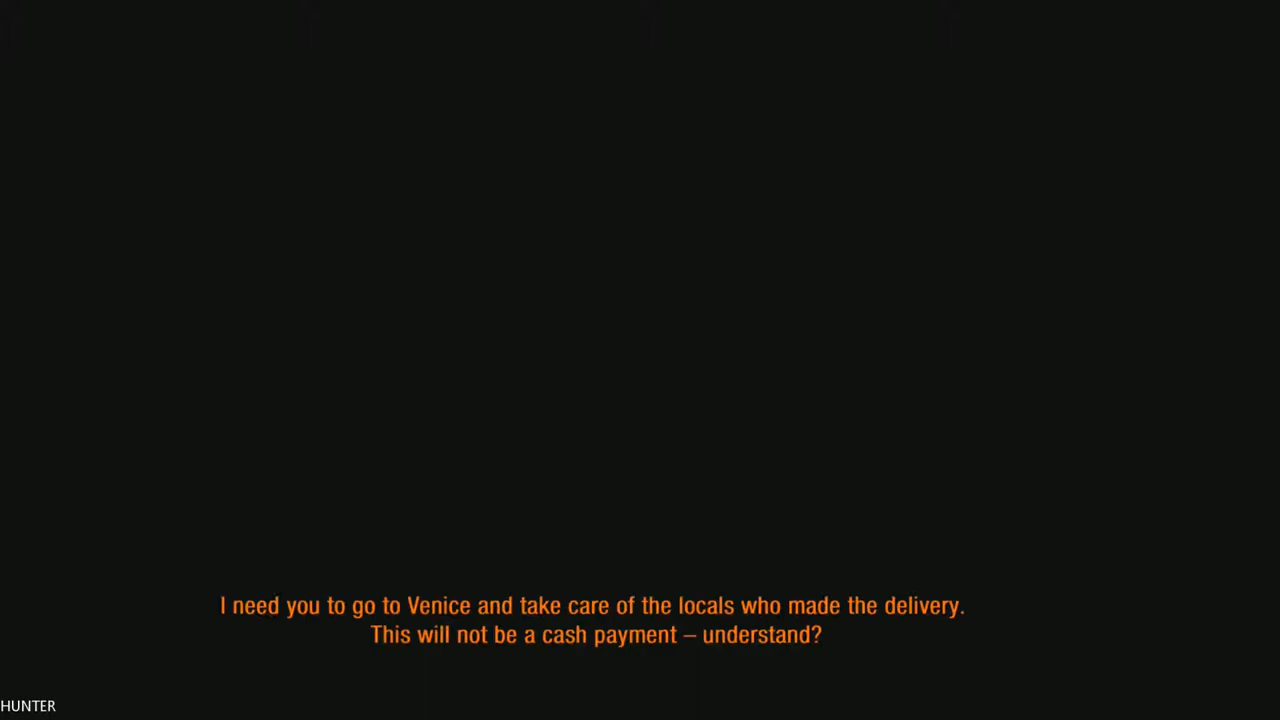 I need you to go to Venice and take care of the locals who made the delivery.
This will not be a cash payment – understand?
HUNTER